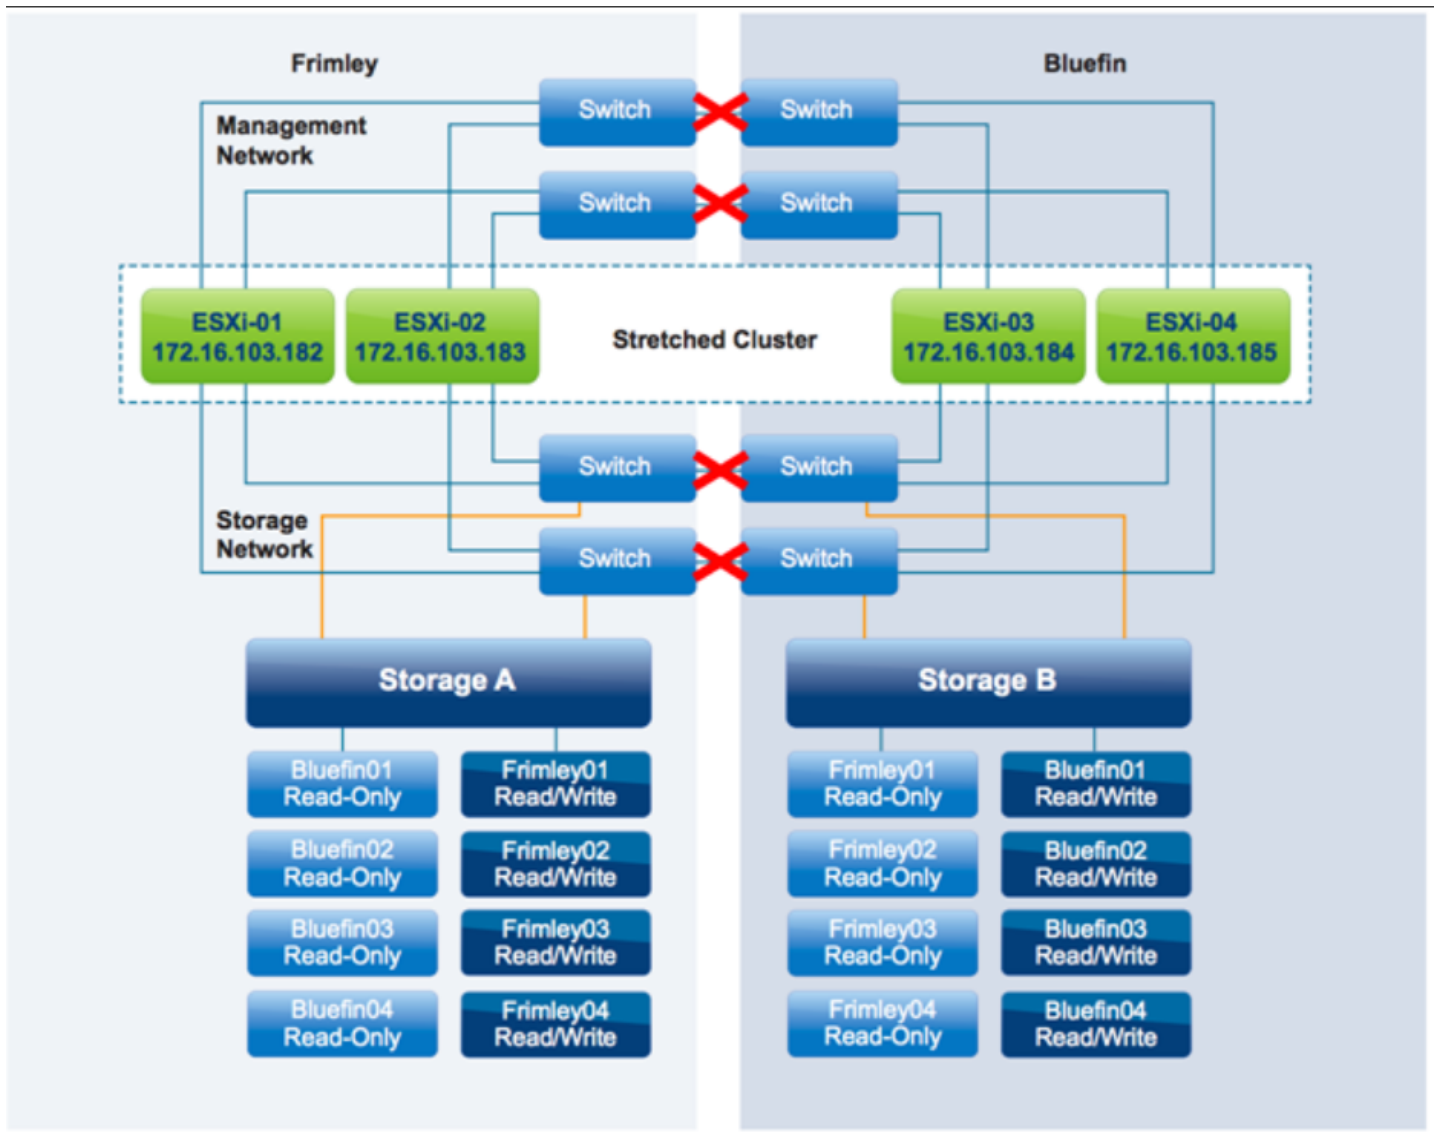 Frimley
Bluefin
Management
Network
Switch
Switch
Switch
Switch
ESXi-01
172.16.103.182
ESXi-02
172.16.103.183
Stretched Cluster
ESXi-03
172.16.103.184
ESXi-04
172.16.103.185
Switch
Switch
Storage
Network
Switch
Switch
Storage A
Storage B
Bluefin01
Read-Only
Frimley01
Read/Write
Frimley01
Read-Only
Bluefin01
Read/Write
Bluefin02
Read-Only
Frimley02
Read/Write
Frimley02
Read-Only
Bluefin02
Read/Write
Bluefin03
Read-Only
Frimley03
Read/Write
Frimley03
Read-Only
Bluefin03
Read/Write
Bluefin04
Read-Only
Frimley04
Read/Write
Frimley04
Read-Only
Bluefin04
Read/Write